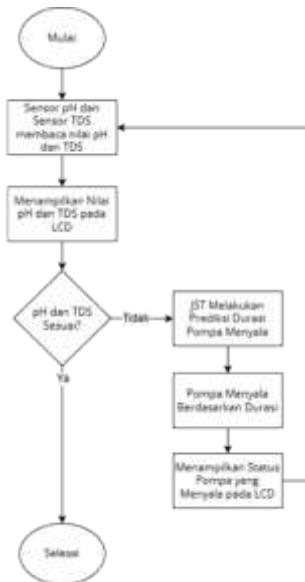 Mulai
Sensor pH dan
Sensor TDS
membaca nilai pH
dan TDS
Menampilkan Nilai
pH dan TDS pada
LCD
pH dan TDS
Sesuai?
Tidak
Ya
JST Melakukan
Prediksi Durasi
Pompa Menyala
Pompa Menyala
Berdasarkan Durasi
Menampilkan Status
Pompa yang
Menyala pada LCD
Selesai